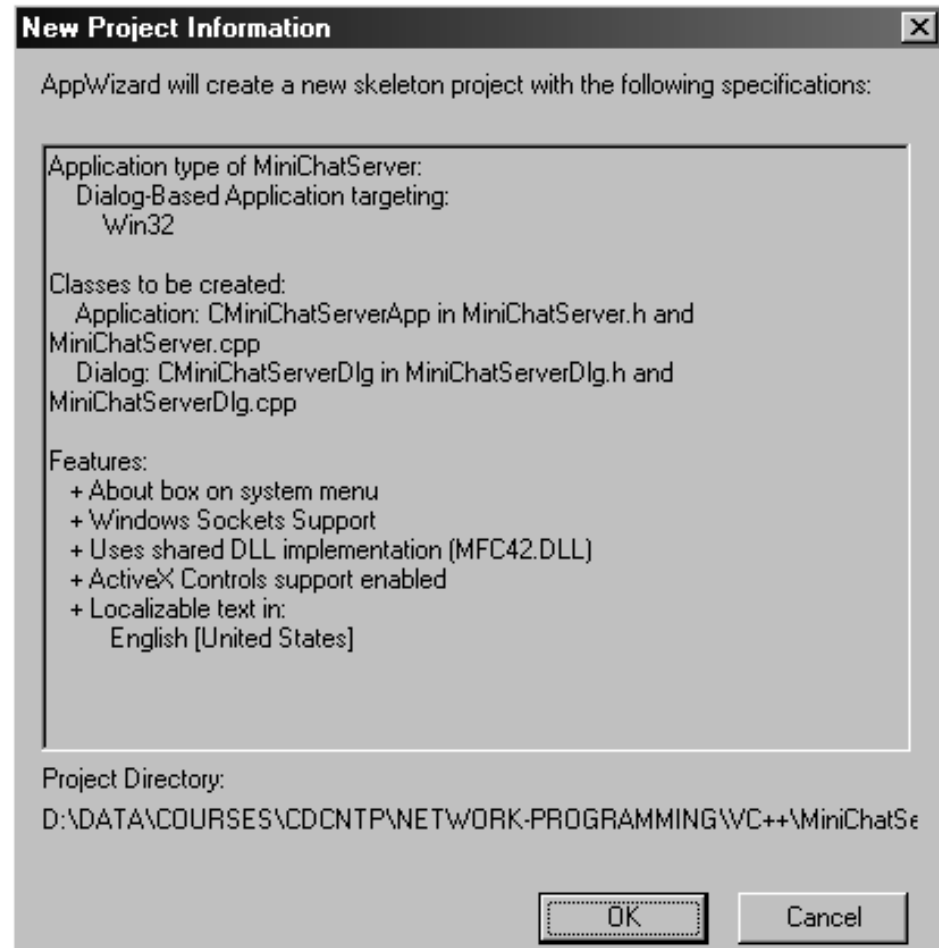 New Project Information
AppWizard will create a new skeleton project with the following specifications:
Application type of MiniChatServer:
Dialog-Based Application targeting:
Win32
Classes to be created:
Application: CMiniChatServerApp in MiniChatServer.h and
MiniChatServer.cpp
Dialog: CMiniChatServerDlg in MiniChatServerDlg.h and
MiniChatServerDlg.cpp
Features:
+ About box on system menu
+ Windows Sockets Support
+ Uses shared DLL implementation (MFC42.DLL)
+ ActiveX Controls support enabled
+ Localizable text in:
English [United States]
Project Directory:
D:\DATA\COURSES\CDCNTP\NETWORK-PROGRAMMING\VC++\MiniChatSe
OK Cancel